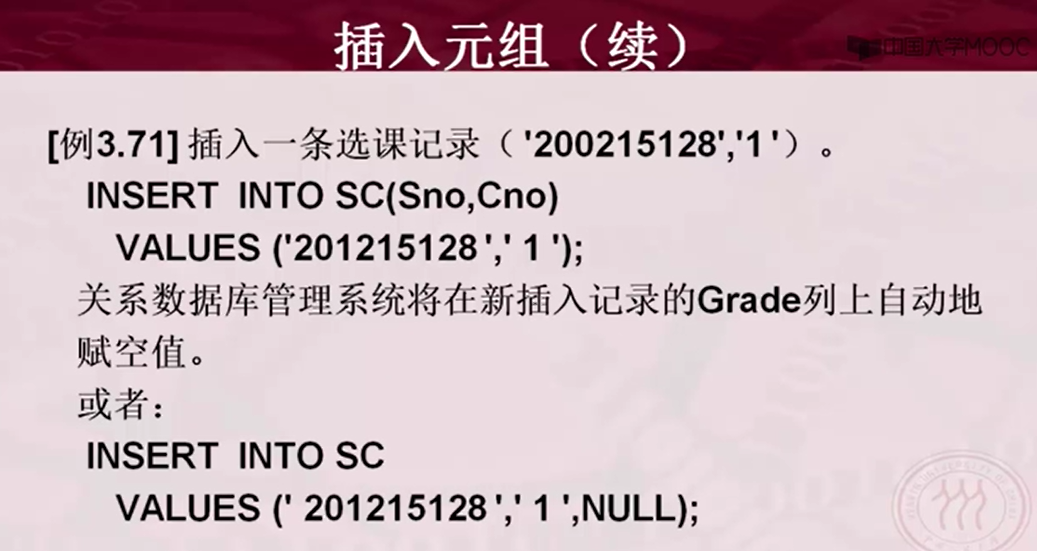 插入元组（续）
中国大学MOOC
[例3.71] 插入一条选课记录（ '200215128','1 '）。
INSERT INTO SC(Sno,Cno)
VALUES ('201215128 ',' 1 ');
关系数据库管理系统将在新插入记录的Grade列上自动地
赋空值。
或者：
INSERT INTO SC
VALUES (' 201215128 ',' 1 ',NULL);